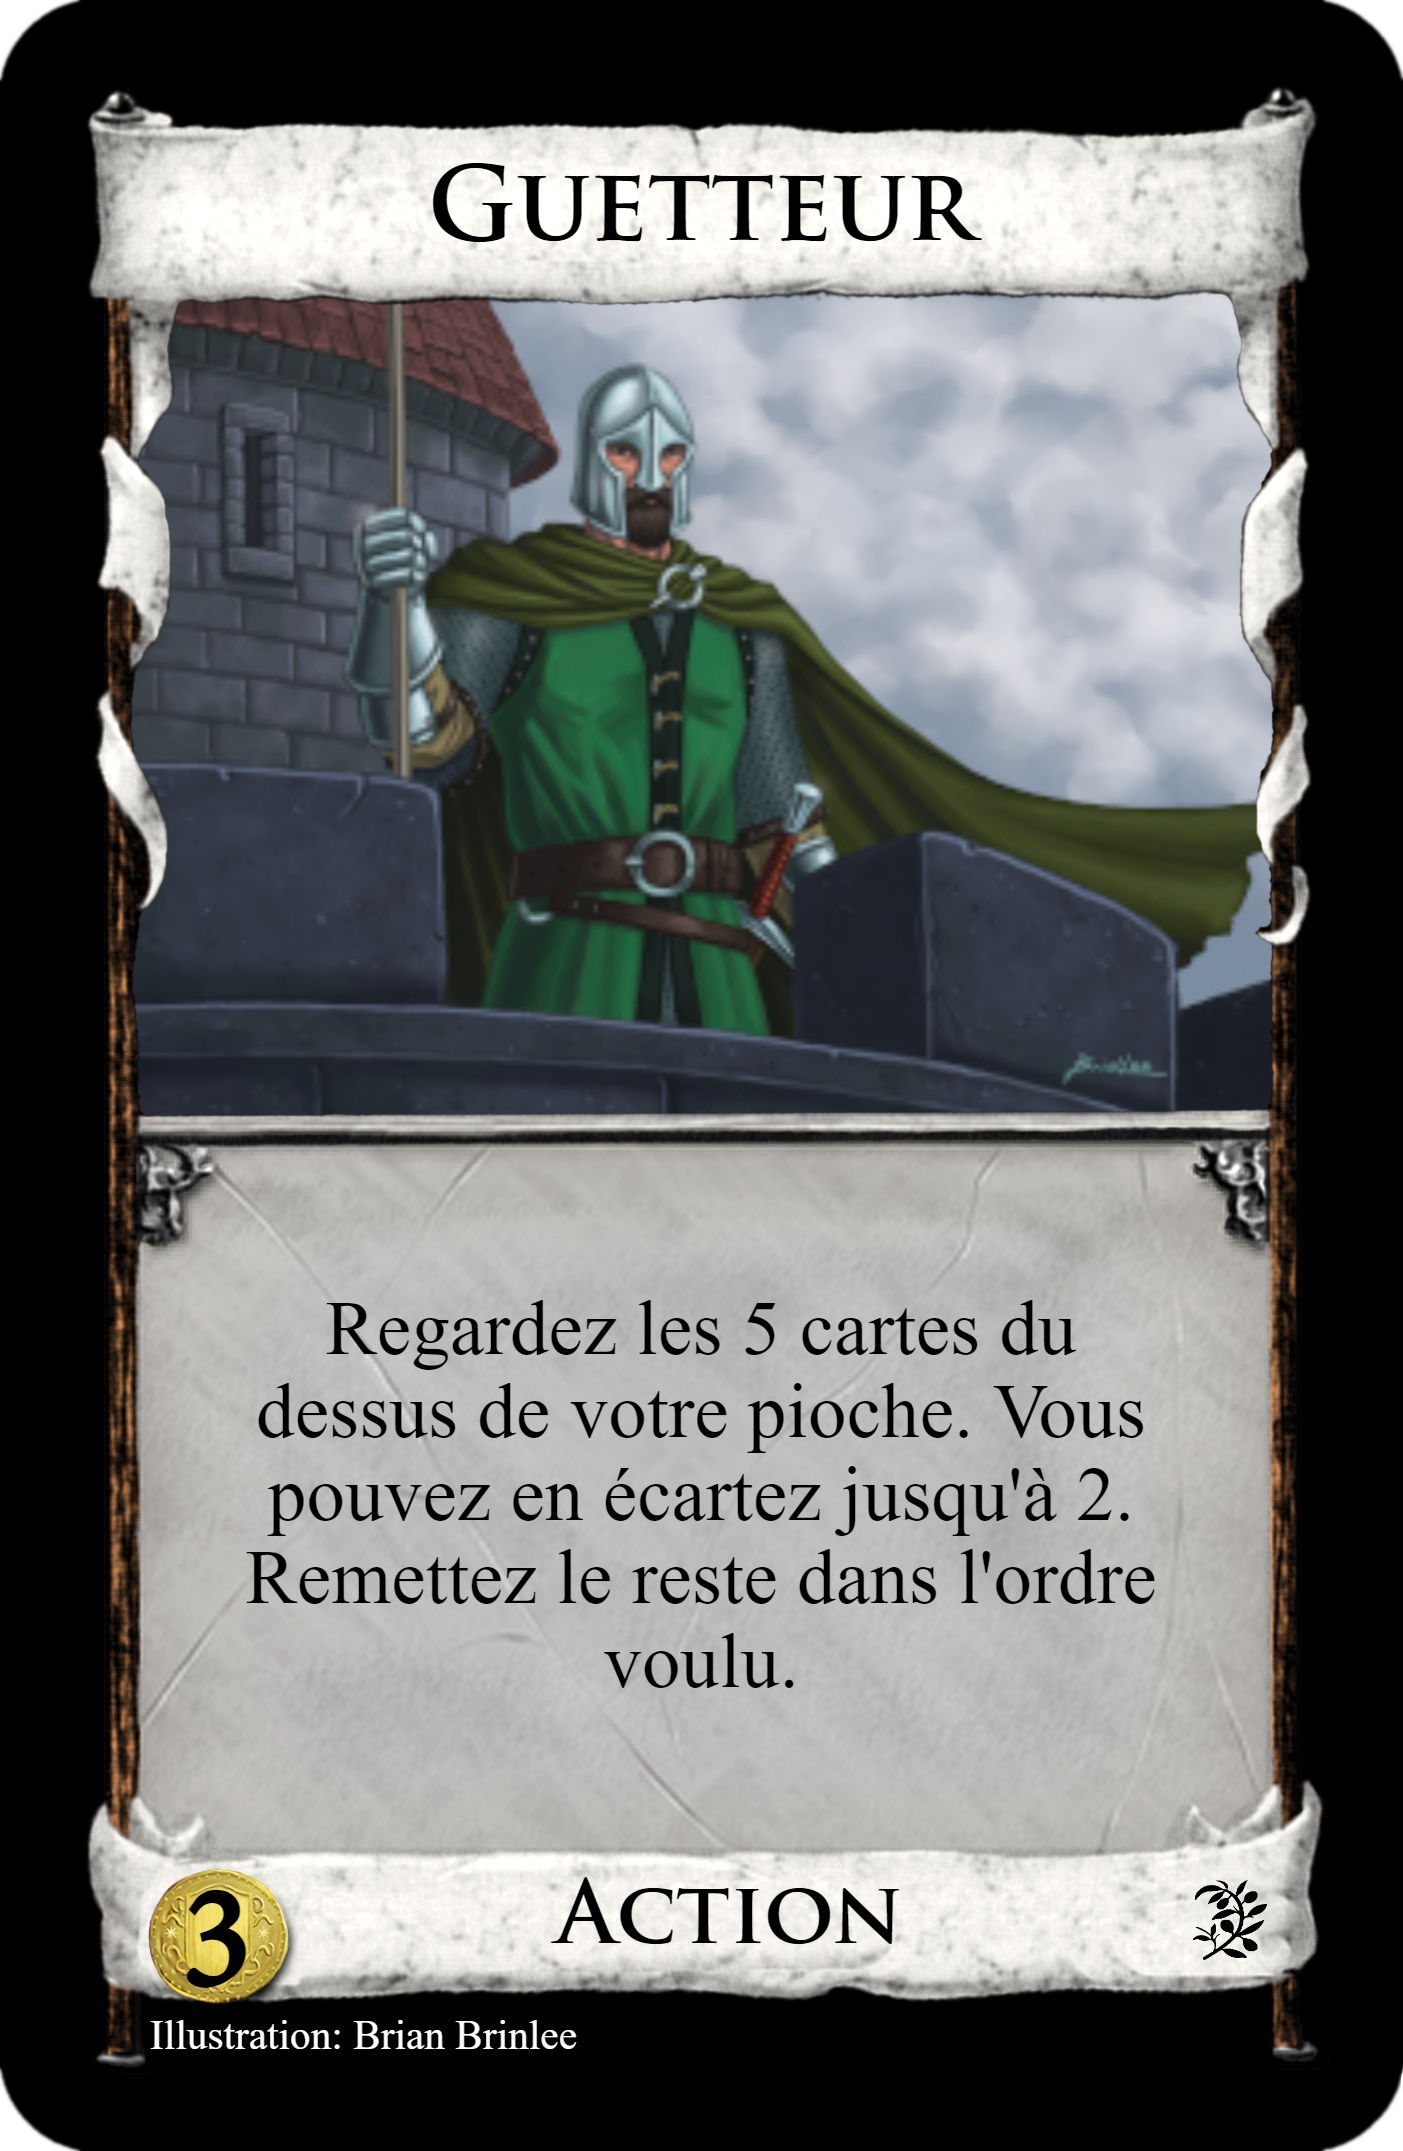 GUETTEUR
Brinlee
Regardez les 5 cartes du
dessus de votre pioche. Vous
pouvez en écartez jusqu'à 2.
Remettez le reste dans l'ordre
voulu.
3
ACTION
Illustration: Brian Brinlee